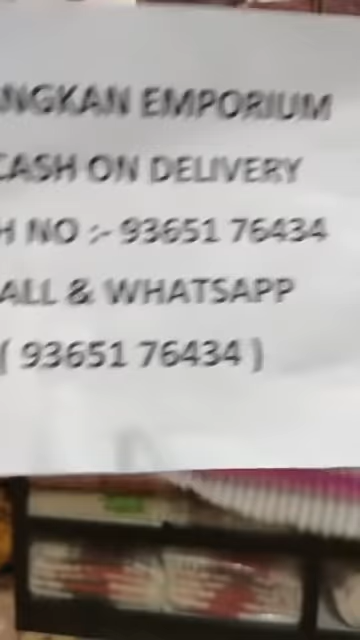 NGKAN EMPORIUM
CASH ON DELIVERY
H NO :- 93651 76434
ALL & WHATSAPP
( 93651 76434 )